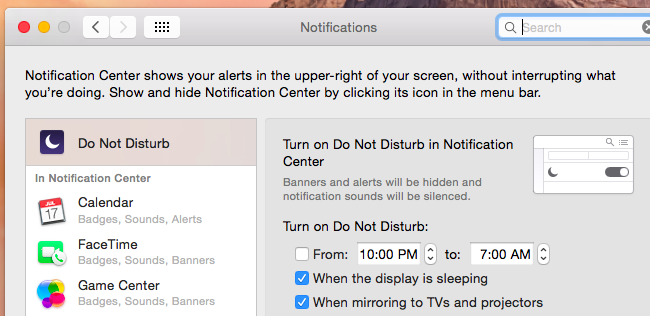 Notifications
Search
Notification Center shows your alerts in the upper-right of your screen, without interrupting what
you're doing. Show and hide Notification Center by clicking its icon in the menu bar.
Do Not Disturb
In Notification Center
JUL
17
Calendar
Badges, Sounds, Alerts
FaceTime
Badges, Sounds, Banners
Game Center
Badges, Sounds, Banners
Turn on Do Not Disturb in Notification
Center
Banners and alerts will be hidden and
notification sounds will be silenced.
Turn on Do Not Disturb:
From: 10:00 PM to: 7:00 AM
When the display is sleeping
When mirroring to TVs and projectors